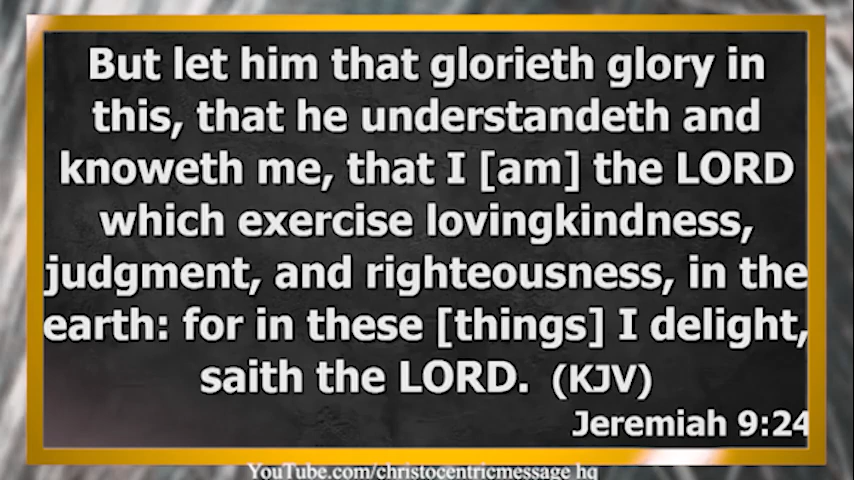 But let him that glorieth glory in
this, that he understandeth and
knoweth me, that I [am] the LORD
which exercise lovingkindness,
judgment, and righteousness, in the
earth: for in these [things] I delight,
saith the LORD. (KJV)
Jeremiah 9:24
YouTube.com/christocentricmessage hq